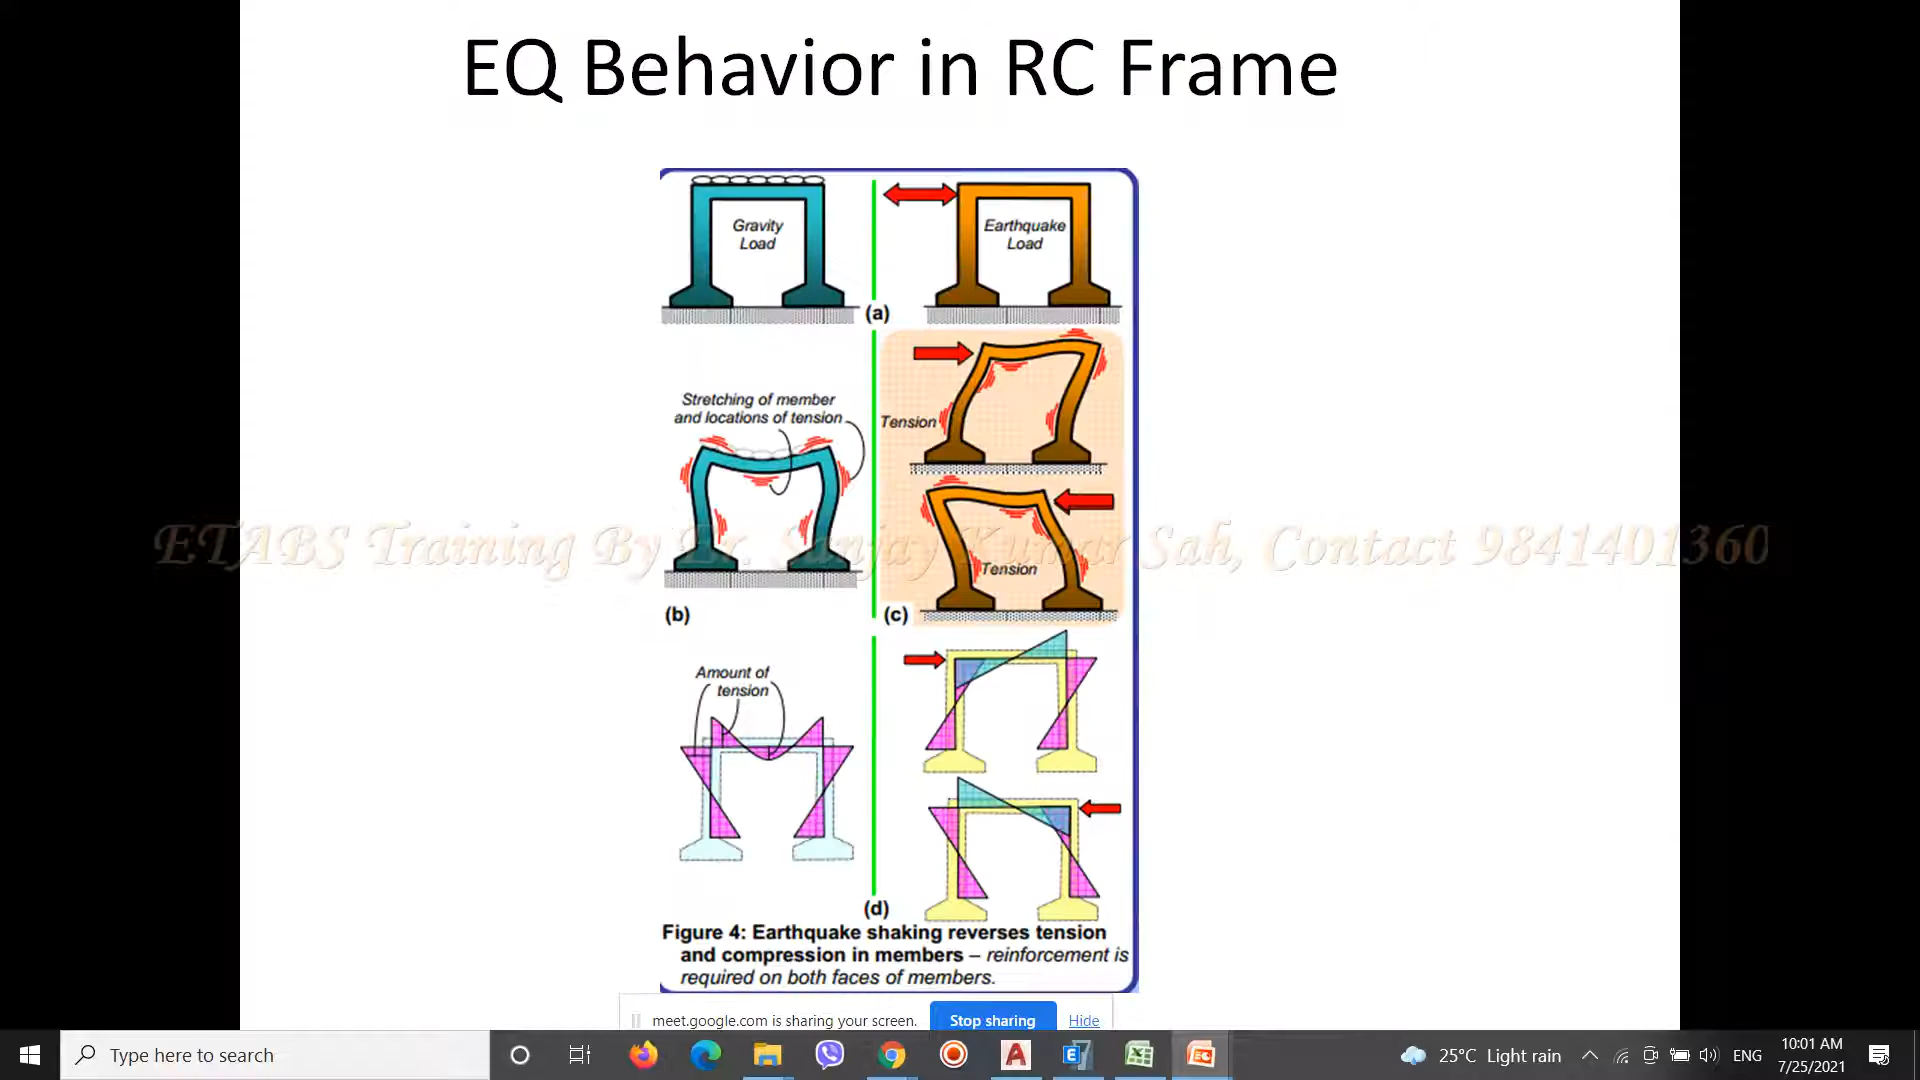 EQ Behavior in RC Frame
Gravity
Load
Earthquake
Load
(a)
Stretching of member
and locations of tension
Tension
ETABS Training By Er. Sanjay Kumar Sah, Contact 9841401360
Tension
(b)
(c)
Amount of
tension
(d)
Figure 4: Earthquake shaking reverses tension
and compression in members – reinforcement is
required on both faces of members.
meet.google.com is sharing your screen.
Stop sharing
Hide
Type here to search
25°C Light rain
ENG
10:01 AM
7/25/2021